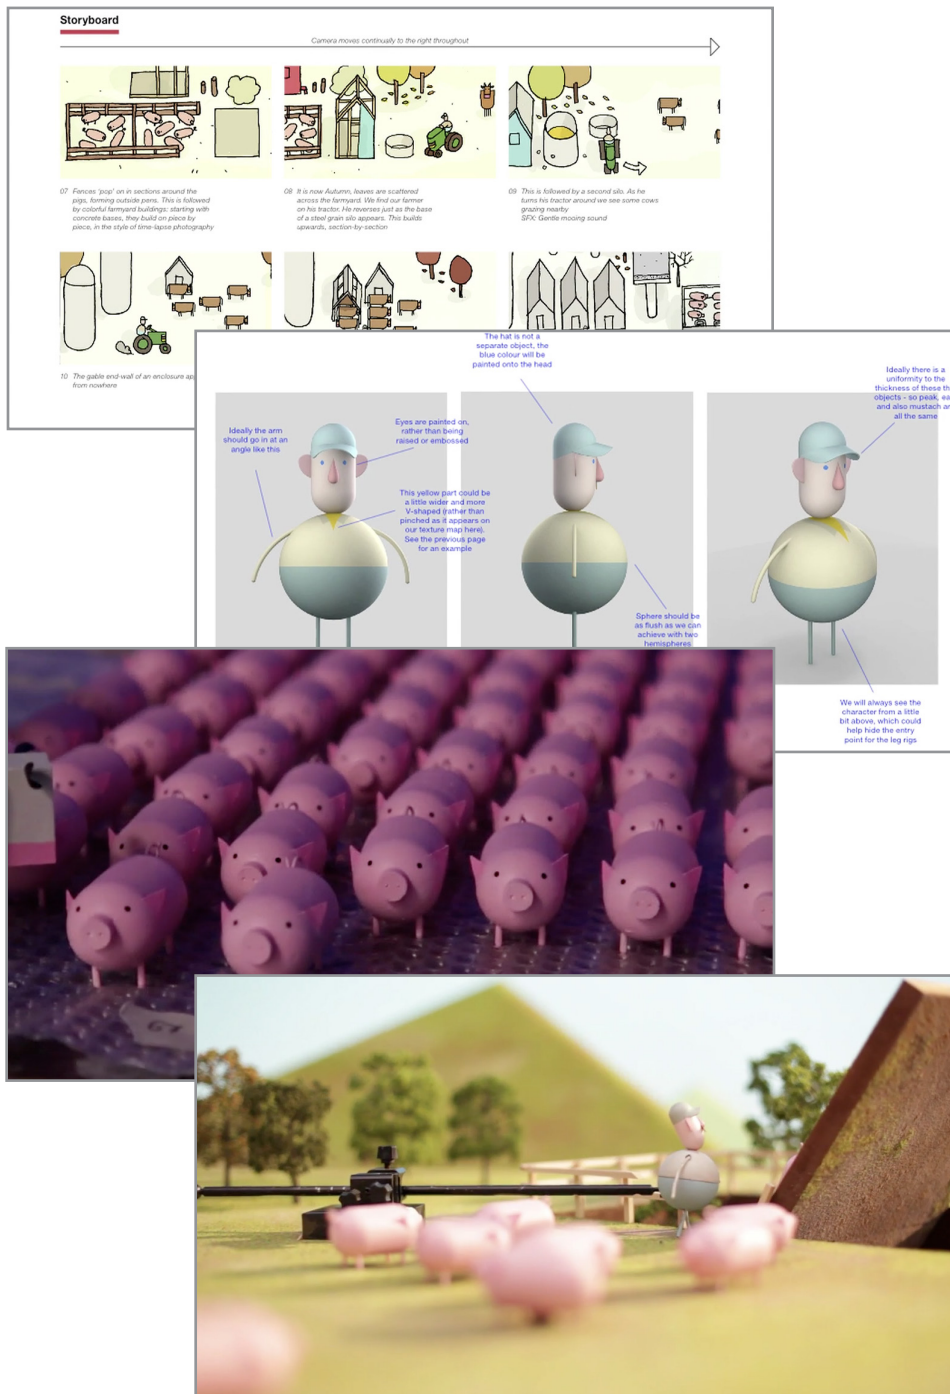 Storyboard
Camera moves continually to the right throughout
07 Fences 'pop' on in sections around the
pigs, forming outside pens. This is followed
by colorful farmyard buildings: starting with
concrete bases, they build on piece by
piece, in the style of time-lapse photography
08 It is now Autumn, leaves are scattered
across the farmyard. We find our farmer
on his tractor. He reverses just as the base
of a steel grain silo appears. This builds
upwards, section-by-section
09 This is followed by a second silo. As he
turns his tractor around we see some cows
grazing nearby
SFX: Gentle mooing sound
10 The gable end-wall of an enclosure ap
from nowhere
The hat is not a
separate object, the
blue colour will be
painted onto the head
Ideally there is a
uniformity to the
thickness of these th
objects - so peak, ea
and also mustach ar
all the same
Ideally the arm
should go in at an
angle like this
Eyes are painted on,
rather than being
raised or embossed
This yellow part could be
a little wider and more
V-shaped (rather than
pinched as it appears on
our texture map here).
See the previous page
for an example
Sphere should be
as flush as we can
achieve with two
hemispheres
We will always see the
character from a little
bit above, which could
help hide the entry
point for the leg rigs